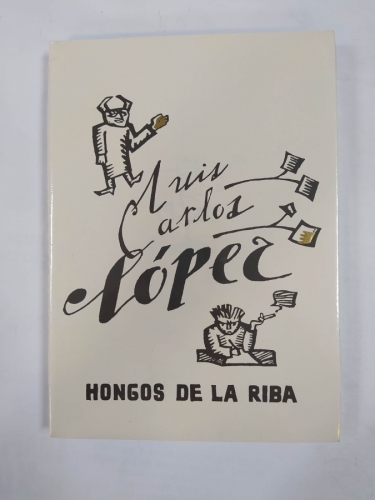 Luis
Carlos
López
HONGOS DE LA RIBA